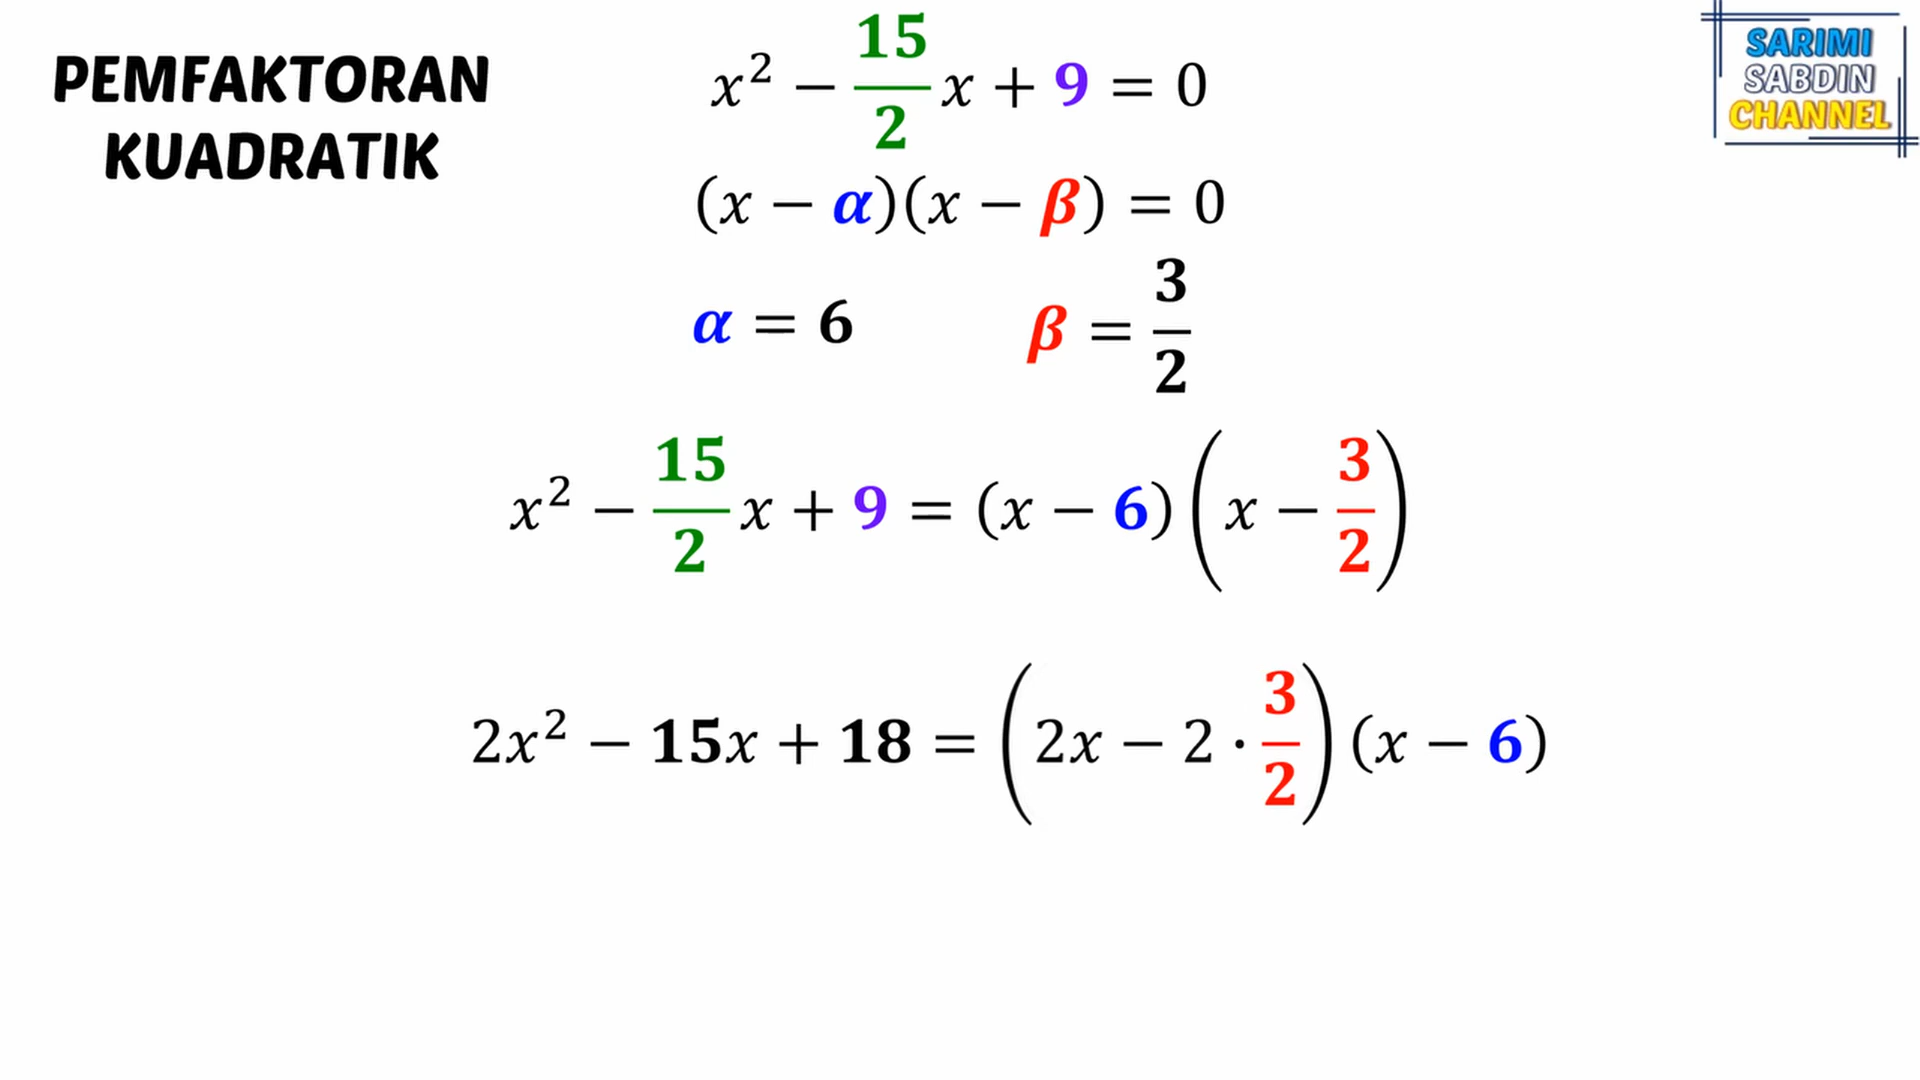 PEMFAKTORAN
KUADRATIK
x² − 15/2 x + 9 = 0
(x − α)(x − β) = 0
α = 6
β = 3/2
x² − 15/2 x + 9 = (x − 6)(x − 3/2)
2x² − 15x + 18 = (2x − 2 · 3/2)(x − 6)
SARIMI
SABDIN
CHANNEL